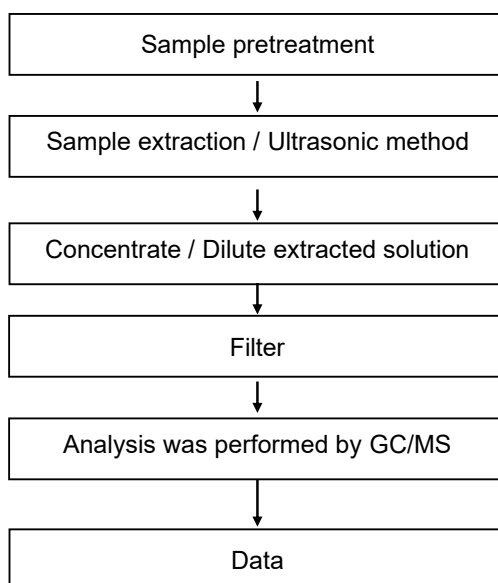 Sample pretreatment
Sample extraction / Ultrasonic method
Concentrate / Dilute extracted solution
Filter
Analysis was performed by GC/MS
Data